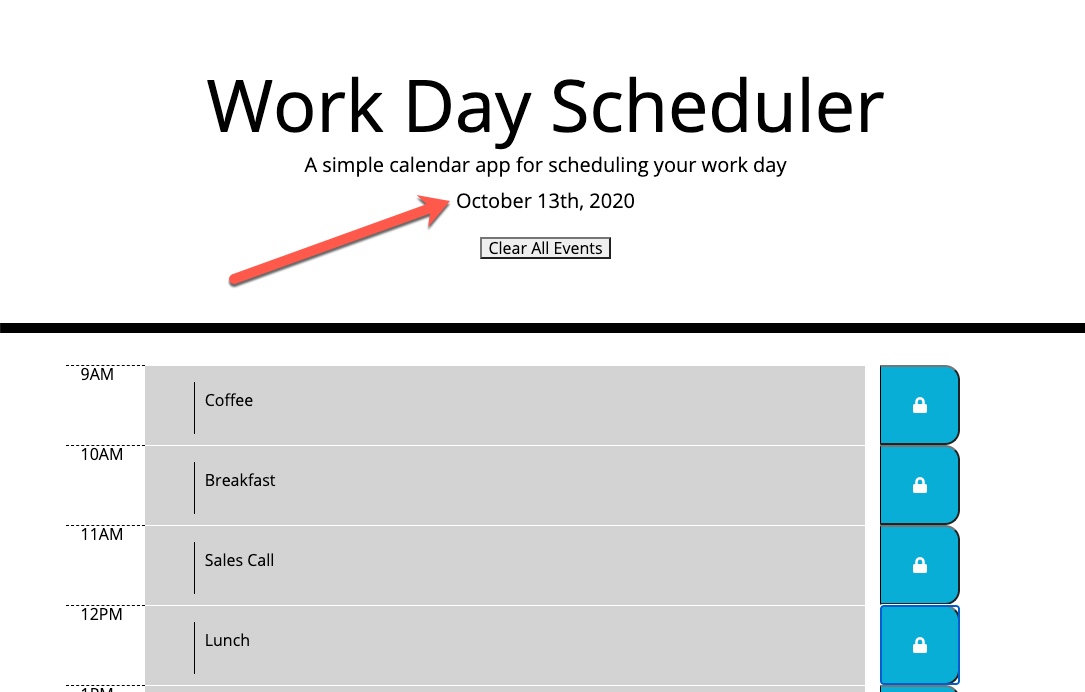 Work Day Scheduler
A simple calendar app for scheduling your work day
October 13th, 2020
Clear All Events
9AM
Coffee
10AM
Breakfast
11AM
Sales Call
12PM
Lunch
1PM